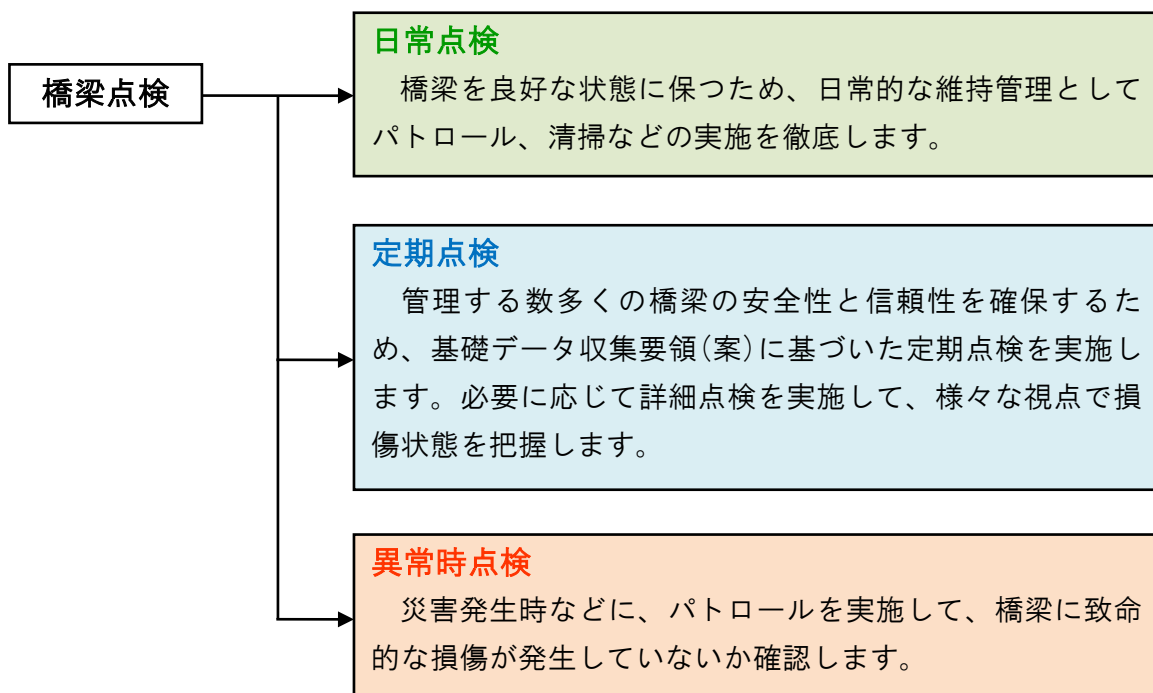 橋梁点検
日常点検
橋梁を良好な状態に保つため、日常的な維持管理として
パトロール、清掃などの実施を徹底します。
定期点検
管理する数多くの橋梁の安全性と信頼性を確保するた
め、基礎データ収集要領(案)に基づいた定期点検を実施し
ます。必要に応じて詳細点検を実施して、様々な視点で損
傷状態を把握します。
異常時点検
災害発生時などに、パトロールを実施して、橋梁に致命
的な損傷が発生していないか確認します。